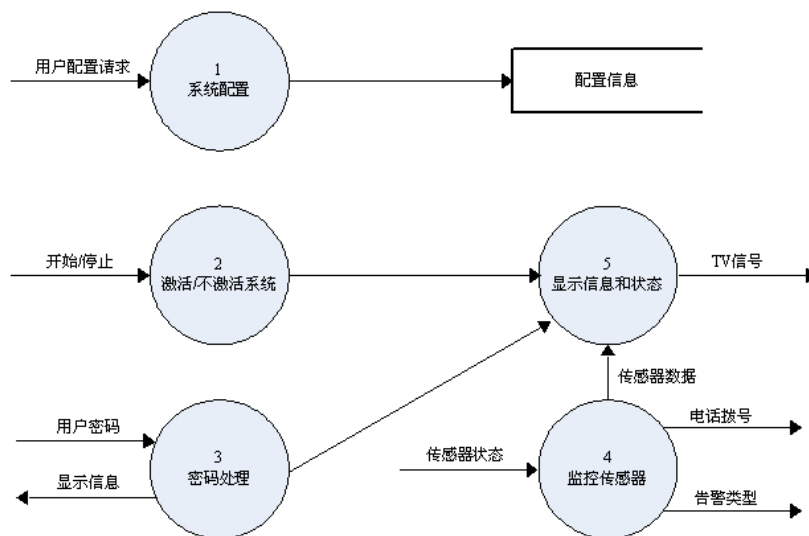 用户配置请求
1
系统配置
配置信息
开始/停止
2
激活/不激活系统
5
显示信息和状态
TV信号
传感器数据
用户密码
显示信息
3
密码处理
传感器状态
4
监控传感器
电话拨号
告警类型